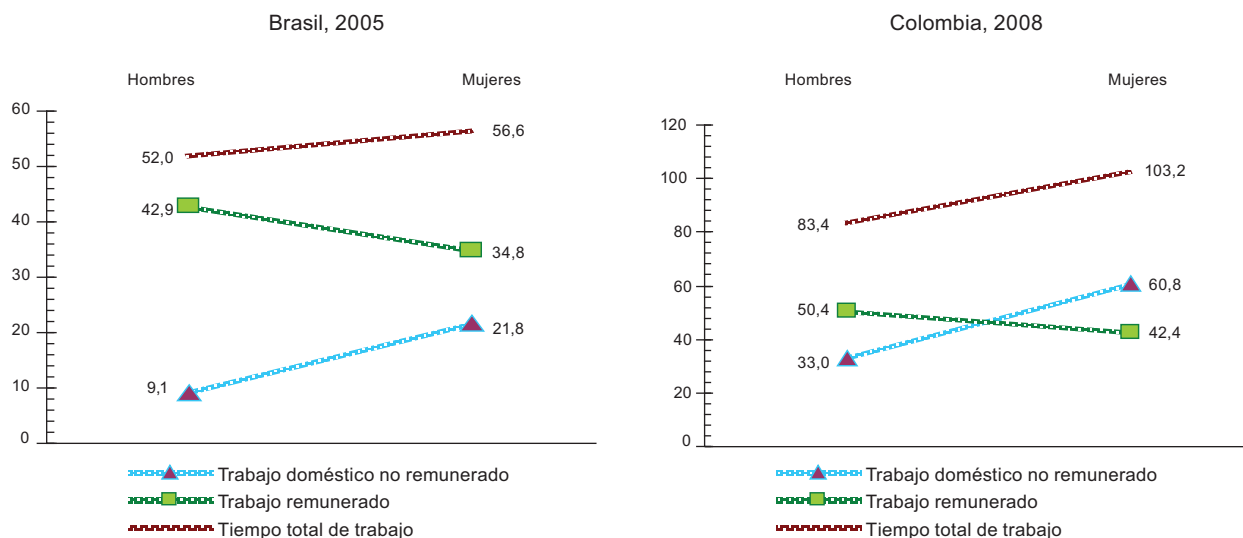 Brasil, 2005
Hombres
Mujeres
60
50
40
30
20
10
0
52,0
56,6
42,9
34,8
9,1
21,8
Trabajo doméstico no remunerado
Trabajo remunerado
Tiempo total de trabajo
Colombia, 2008
Hombres
Mujeres
120
100
80
60
40
20
0
83,4
103,2
50,4
60,8
33,0
42,4
Trabajo doméstico no remunerado
Trabajo remunerado
Tiempo total de trabajo